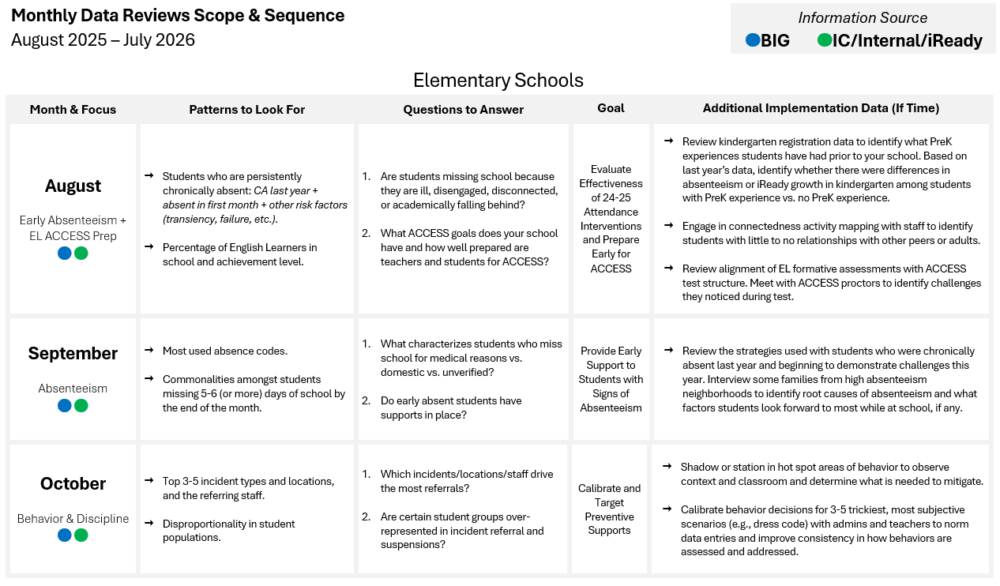 Monthly Data Reviews Scope & Sequence
August 2025 – July 2026
Information Source
BIG IC/Internal/iReady
Elementary Schools
Month & Focus
Patterns to Look For
Questions to Answer
Goal
Additional Implementation Data (If Time)
August
Early Absenteeism +
EL ACCESS Prep
→ Students who are persistently
chronically absent: CA last year +
absent in first month + other risk factors
(transiency, failure, etc.).
→ Percentage of English Learners in
school and achievement level.
1. Are students missing school because
they are ill, disengaged, disconnected,
or academically falling behind?
2. What ACCESS goals does your school
have and how well prepared are
teachers and students for ACCESS?
Evaluate
Effectiveness
of 24-25
Attendance
Interventions
and Prepare
Early for
ACCESS
→ Review kindergarten registration data to identify what PreK
experiences students have had prior to your school. Based on
last year's data, identify whether there were differences in
absenteeism or iReady growth in kindergarten among students
with PreK experience vs. no PreK experience.
→ Engage in connectedness activity mapping with staff to identify
students with little to no relationships with other peers or adults.
→ Review alignment of EL formative assessments with ACCESS
test structure. Meet with ACCESS proctors to identify challenges
they noticed during test.
September
Absenteeism
→ Most used absence codes.
→ Commonalities amongst students
missing 5-6 (or more) days of school by
the end of the month.
1. What characterizes students who miss
school for medical reasons vs.
domestic vs. unverified?
2. Do early absent students have
supports in place?
Provide Early
Support to
Students with
Signs of
Absenteeism
→ Review the strategies used with students who were chronically
absent last year and beginning to demonstrate challenges this
year. Interview some families from high absenteeism
neighborhoods to identify root causes of absenteeism and what
factors students look forward to most while at school, if any.
October
Behavior & Discipline
→ Top 3-5 incident types and locations,
and the referring staff.
→ Disproportionality in student
populations.
1. Which incidents/locations/staff drive
the most referrals?
2. Are certain student groups over-
represented in incident referral and
suspensions?
Calibrate and
Target
Preventive
Supports
→ Shadow or station in hot spot areas of behavior to observe
context and classroom and determine what is needed to mitigate.
→ Calibrate behavior decisions for 3-5 trickiest, most subjective
scenarios (e.g., dress code) with admins and teachers to norm
data entries and improve consistency in how behaviors are
assessed and addressed.